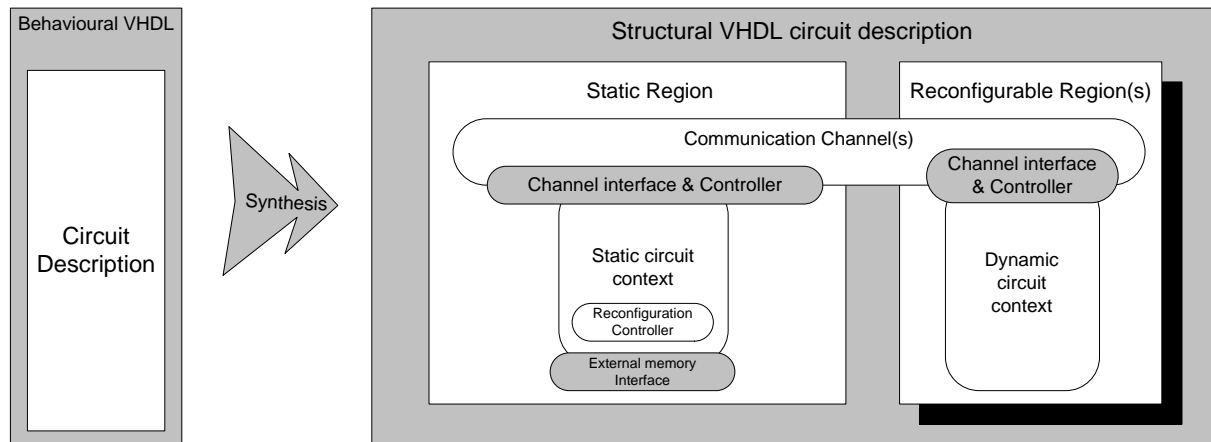 Behavioural VHDL
Circuit
Description
Synthesis
Structural VHDL circuit description
Static Region
Reconfigurable Region(s)
Communication Channel(s)
Channel interface & Controller
Channel interface
& Controller
Static circuit
context
Reconfiguration
Controller
External memory
Interface
Dynamic
circuit
context